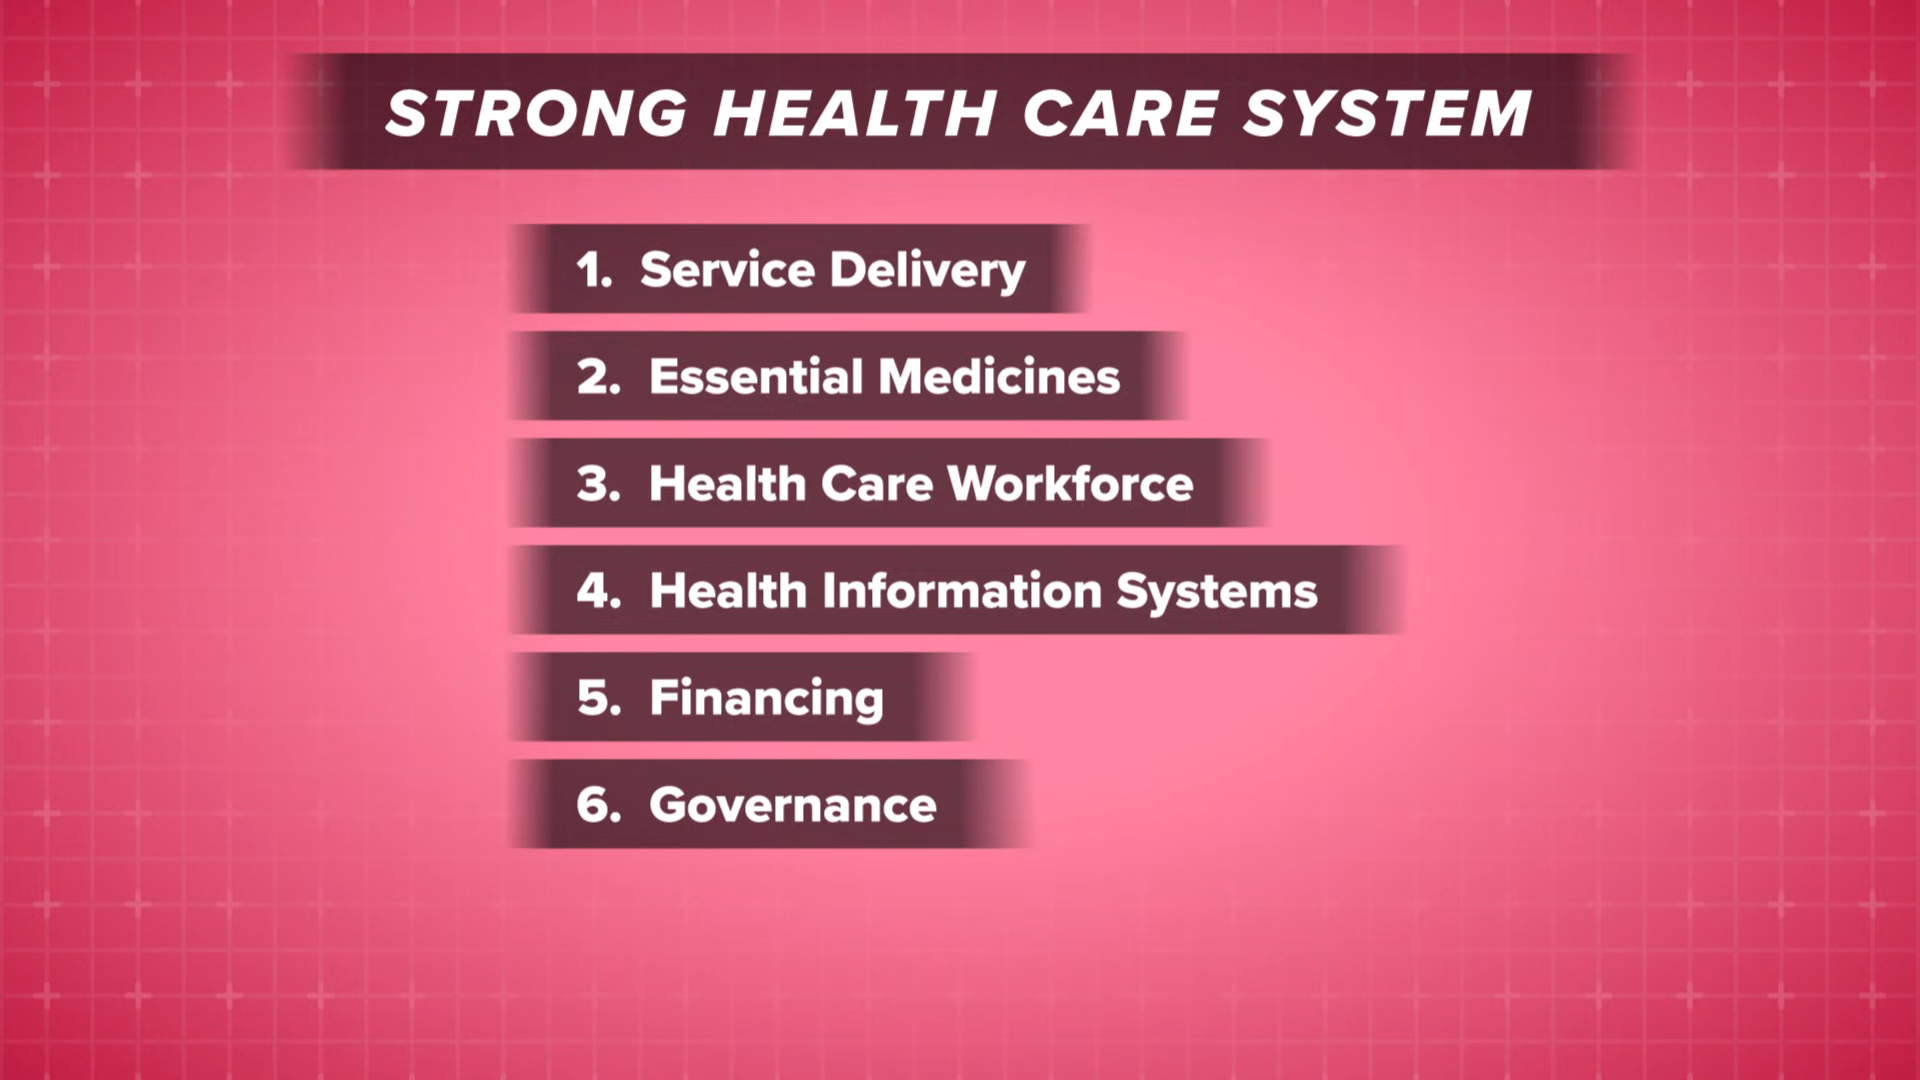 STRONG HEALTH CARE SYSTEM
1. Service Delivery
2. Essential Medicines
3. Health Care Workforce
4. Health Information Systems
5. Financing
6. Governance